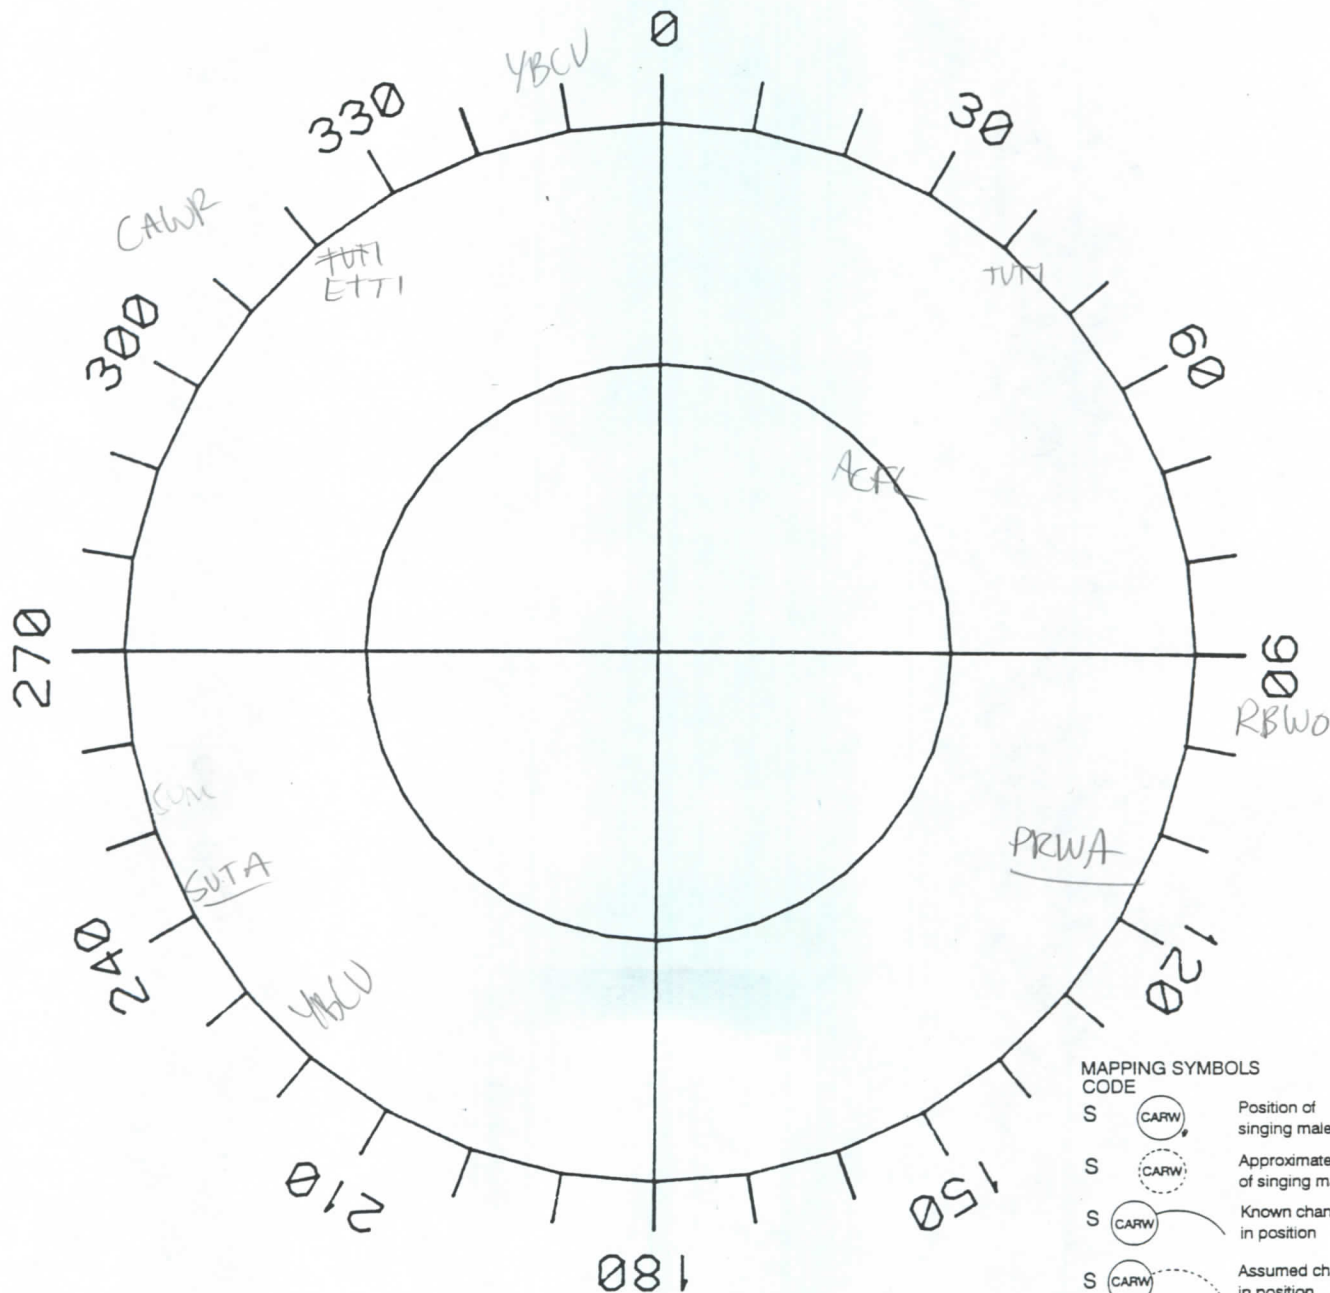 0
YBCU
330
30
CAWR
TUTI
ETTI
TUTI
300
60
ACFL
270
90
RBWO
PRWA
SUTA
240
120
YBCU
MAPPING SYMBOLS
CODE
S CARW Position of
singing male
S CARW Approximate
of singing m
S CARW Known chan
in position
S CARW Assumed ch
in position
210
150
180